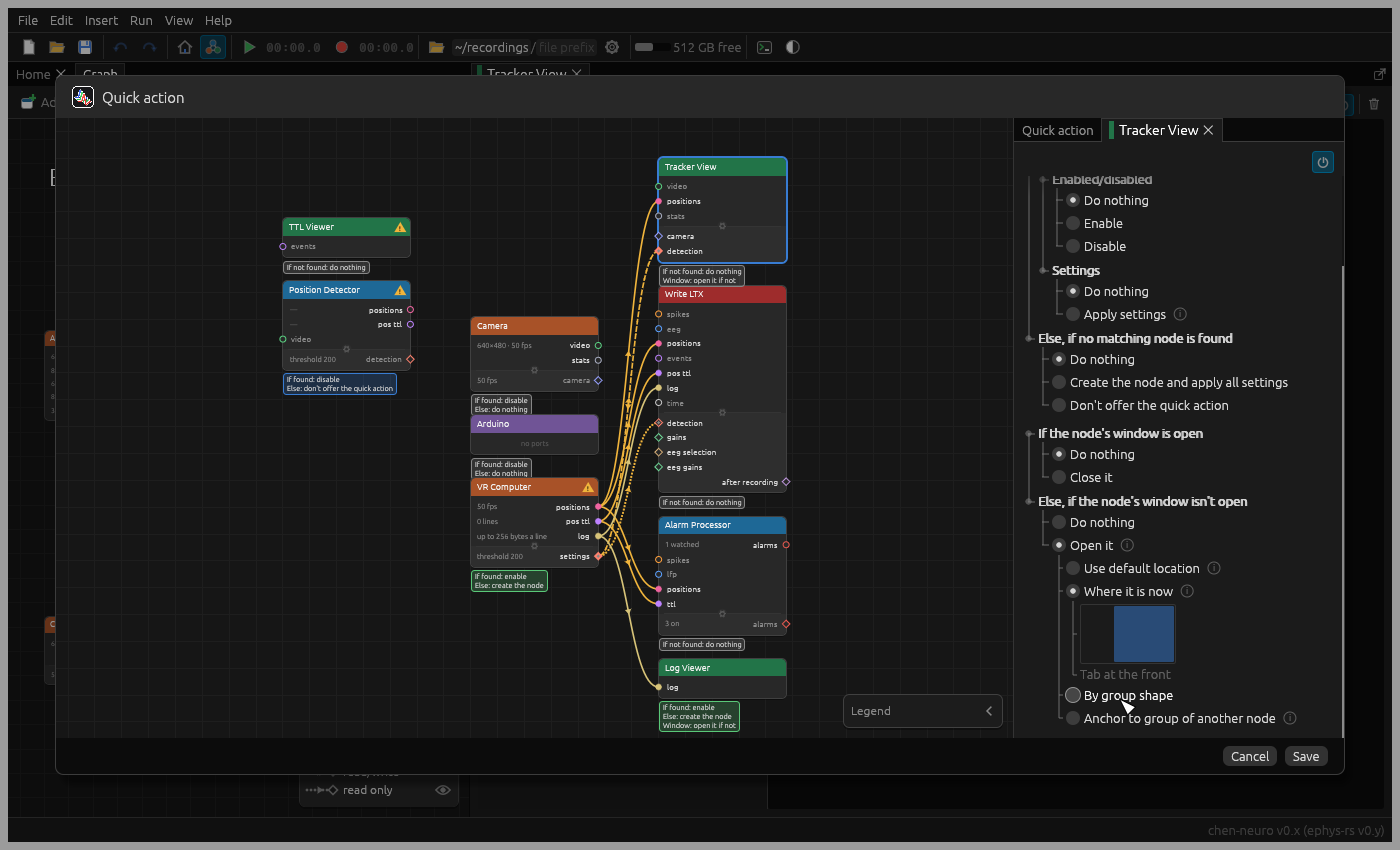 File Edit Insert Run View Help
00:00.0 00:00.0 ~/recordings/file prefix 512 GB free
Home Graph Tracker View
Quick action
Quick action Tracker View
TTL Viewer
events
If not found: do nothing
Position Detector
positions
pos ttl
video
threshold 200 detection
If found: disable
Else: don't offer the quick action
Camera
640×480 · 50 fps video
stats
50 fps camera
If found: disable
Else: do nothing
Arduino
no ports
If found: disable
Else: do nothing
VR Computer
50 fps positions
0 lines pos ttl
up to 256 bytes a line log
threshold 200 settings
If found: enable
Else: create the node
Tracker View
video
positions
stats
camera
detection
If not found: do nothing
Window: open it if not
Write LTX
spikes
eeg
positions
events
pos ttl
log
time
detection
gains
eeg selection
eeg gains
after recording
If not found: do nothing
Alarm Processor
1 watched alarms
spikes
lfp
positions
ttl
3 on alarms
If not found: do nothing
Log Viewer
log
If found: enable
Else: create the node
Window: open it if not
Legend
Enabled/disabled
Do nothing
Enable
Disable
Settings
Do nothing
Apply settings
Else, if no matching node is found
Do nothing
Create the node and apply all settings
Don't offer the quick action
If the node's window is open
Do nothing
Close it
Else, if the node's window isn't open
Do nothing
Open it
Use default location
Where it is now
Tab at the front
By group shape
Anchor to group of another node
Cancel Save
read only
chen-neuro v0.x (ephys-rs v0.y)